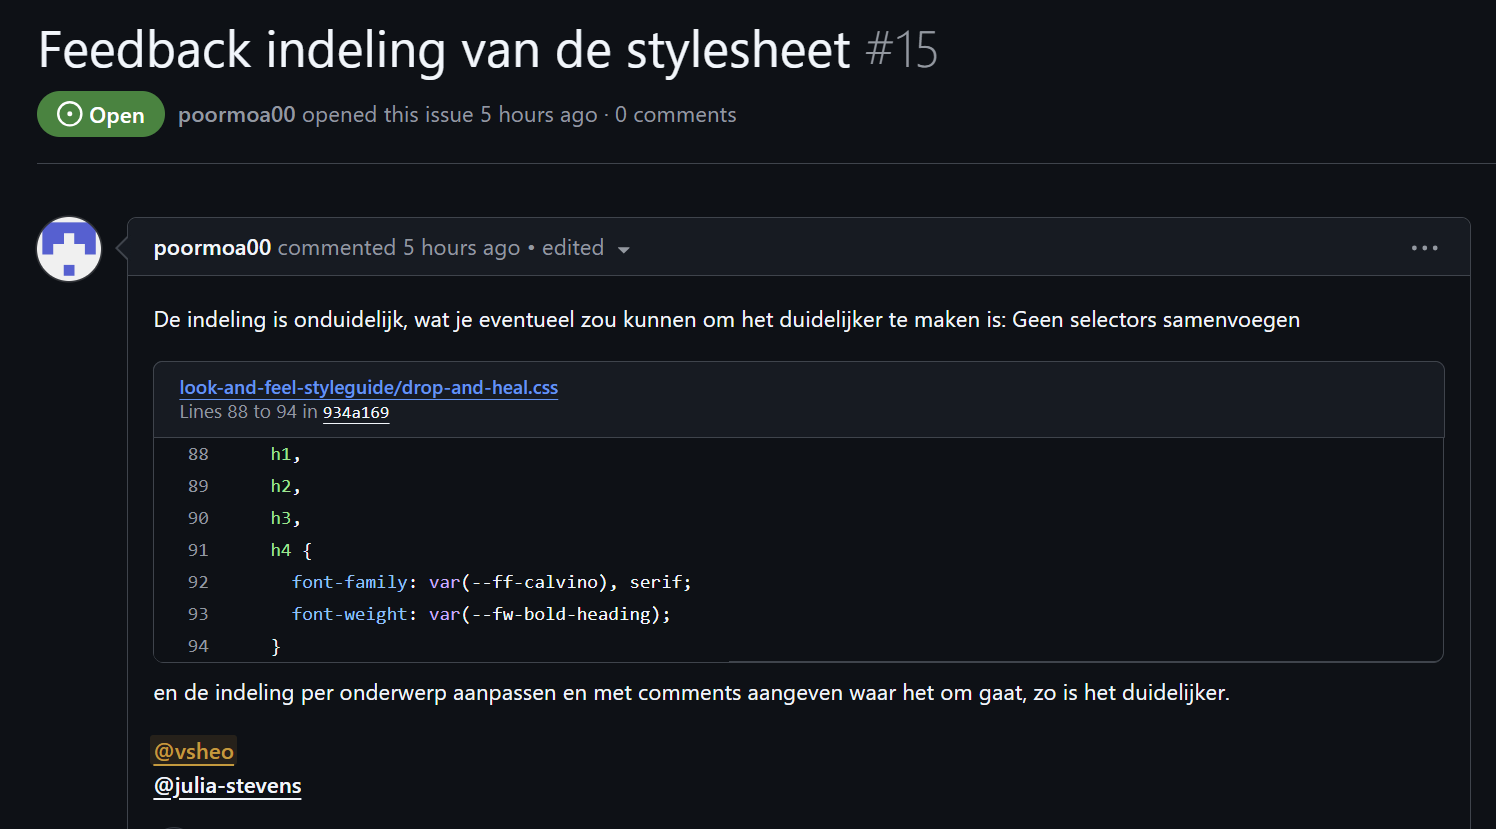 Feedback indeling van de stylesheet #15
Open poormoa00 opened this issue 5 hours ago · 0 comments
poormoa00 commented 5 hours ago • edited
De indeling is onduidelijk, wat je eventueel zou kunnen om het duidelijker te maken is: Geen selectors samenvoegen
look-and-feel-styleguide/drop-and-heal.css
Lines 88 to 94 in 934a169
88 h1,
89 h2,
90 h3,
91 h4 {
92 font-family: var(--ff-calvino), serif;
93 font-weight: var(--fw-bold-heading);
94 }
en de indeling per onderwerp aanpassen en met comments aangeven waar het om gaat, zo is het duidelijker.
@vsheo
@julia-stevens